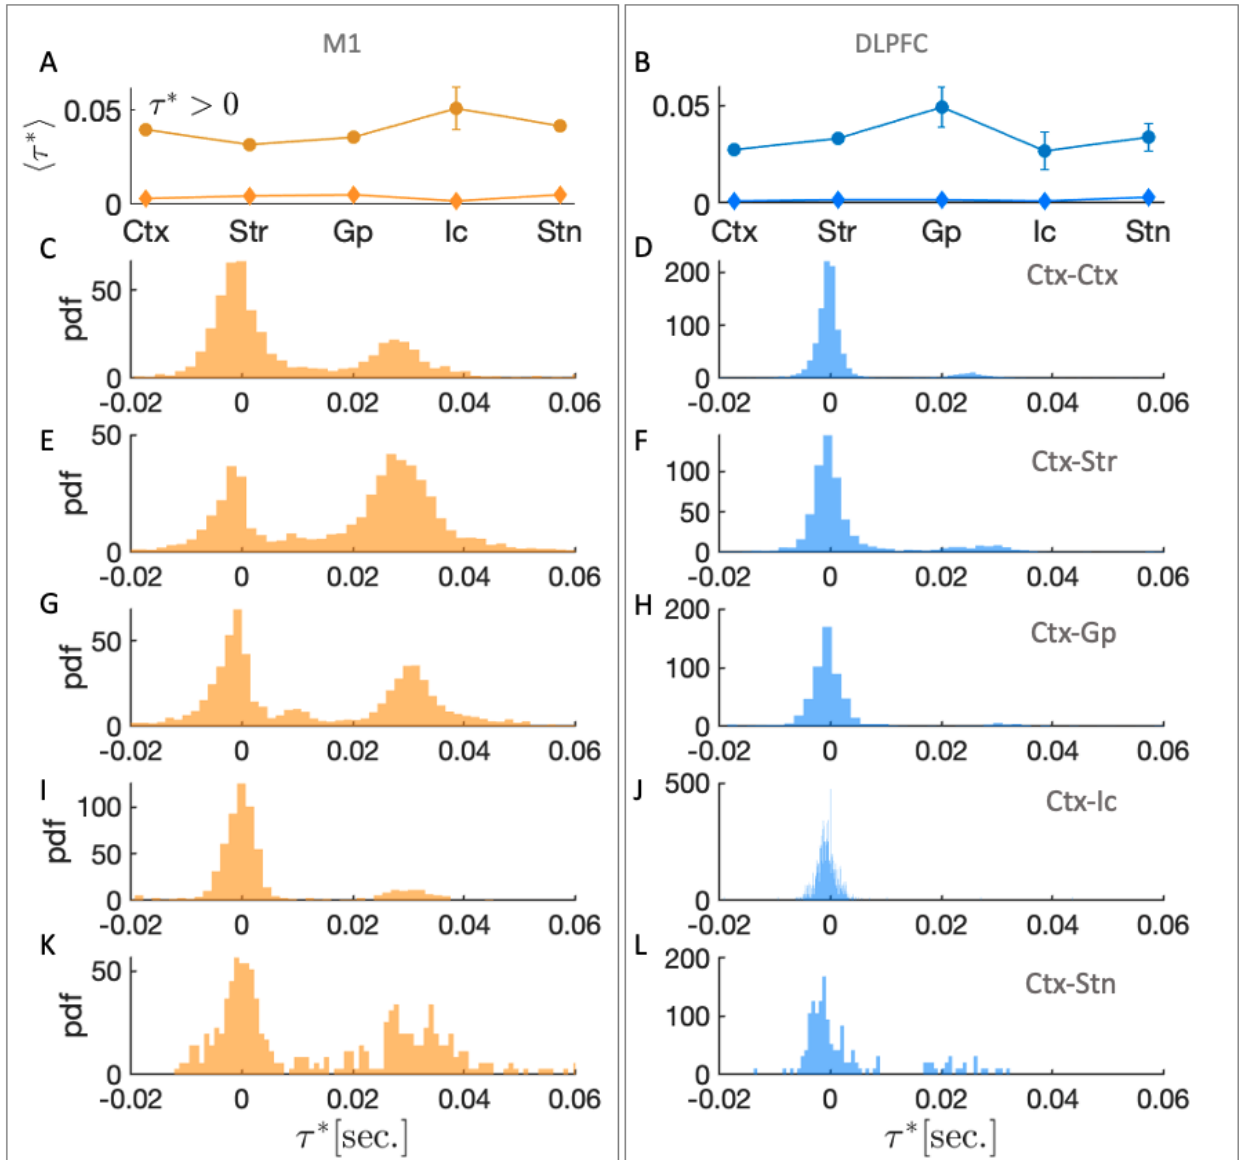 M1
A
τ* > 0
0.05
0
⟨τ*⟩
Ctx Str Gp Ic Stn
DLPFC
B
0.05
0
Ctx Str Gp Ic Stn
C
pdf
50
0
-0.02 0 0.02 0.04 0.06
D
Ctx-Ctx
200
100
0
-0.02 0 0.02 0.04 0.06
E
pdf
50
0
-0.02 0 0.02 0.04 0.06
F
Ctx-Str
100
50
0
-0.02 0 0.02 0.04 0.06
G
pdf
50
0
-0.02 0 0.02 0.04 0.06
H
Ctx-Gp
200
100
0
-0.02 0 0.02 0.04 0.06
I
pdf
100
50
0
-0.02 0 0.02 0.04 0.06
J
Ctx-Ic
500
0
-0.02 0 0.02 0.04 0.06
K
pdf
50
0
-0.02 0 0.02 0.04 0.06
τ*[sec.]
L
Ctx-Stn
200
100
0
-0.02 0 0.02 0.04 0.06
τ*[sec.]